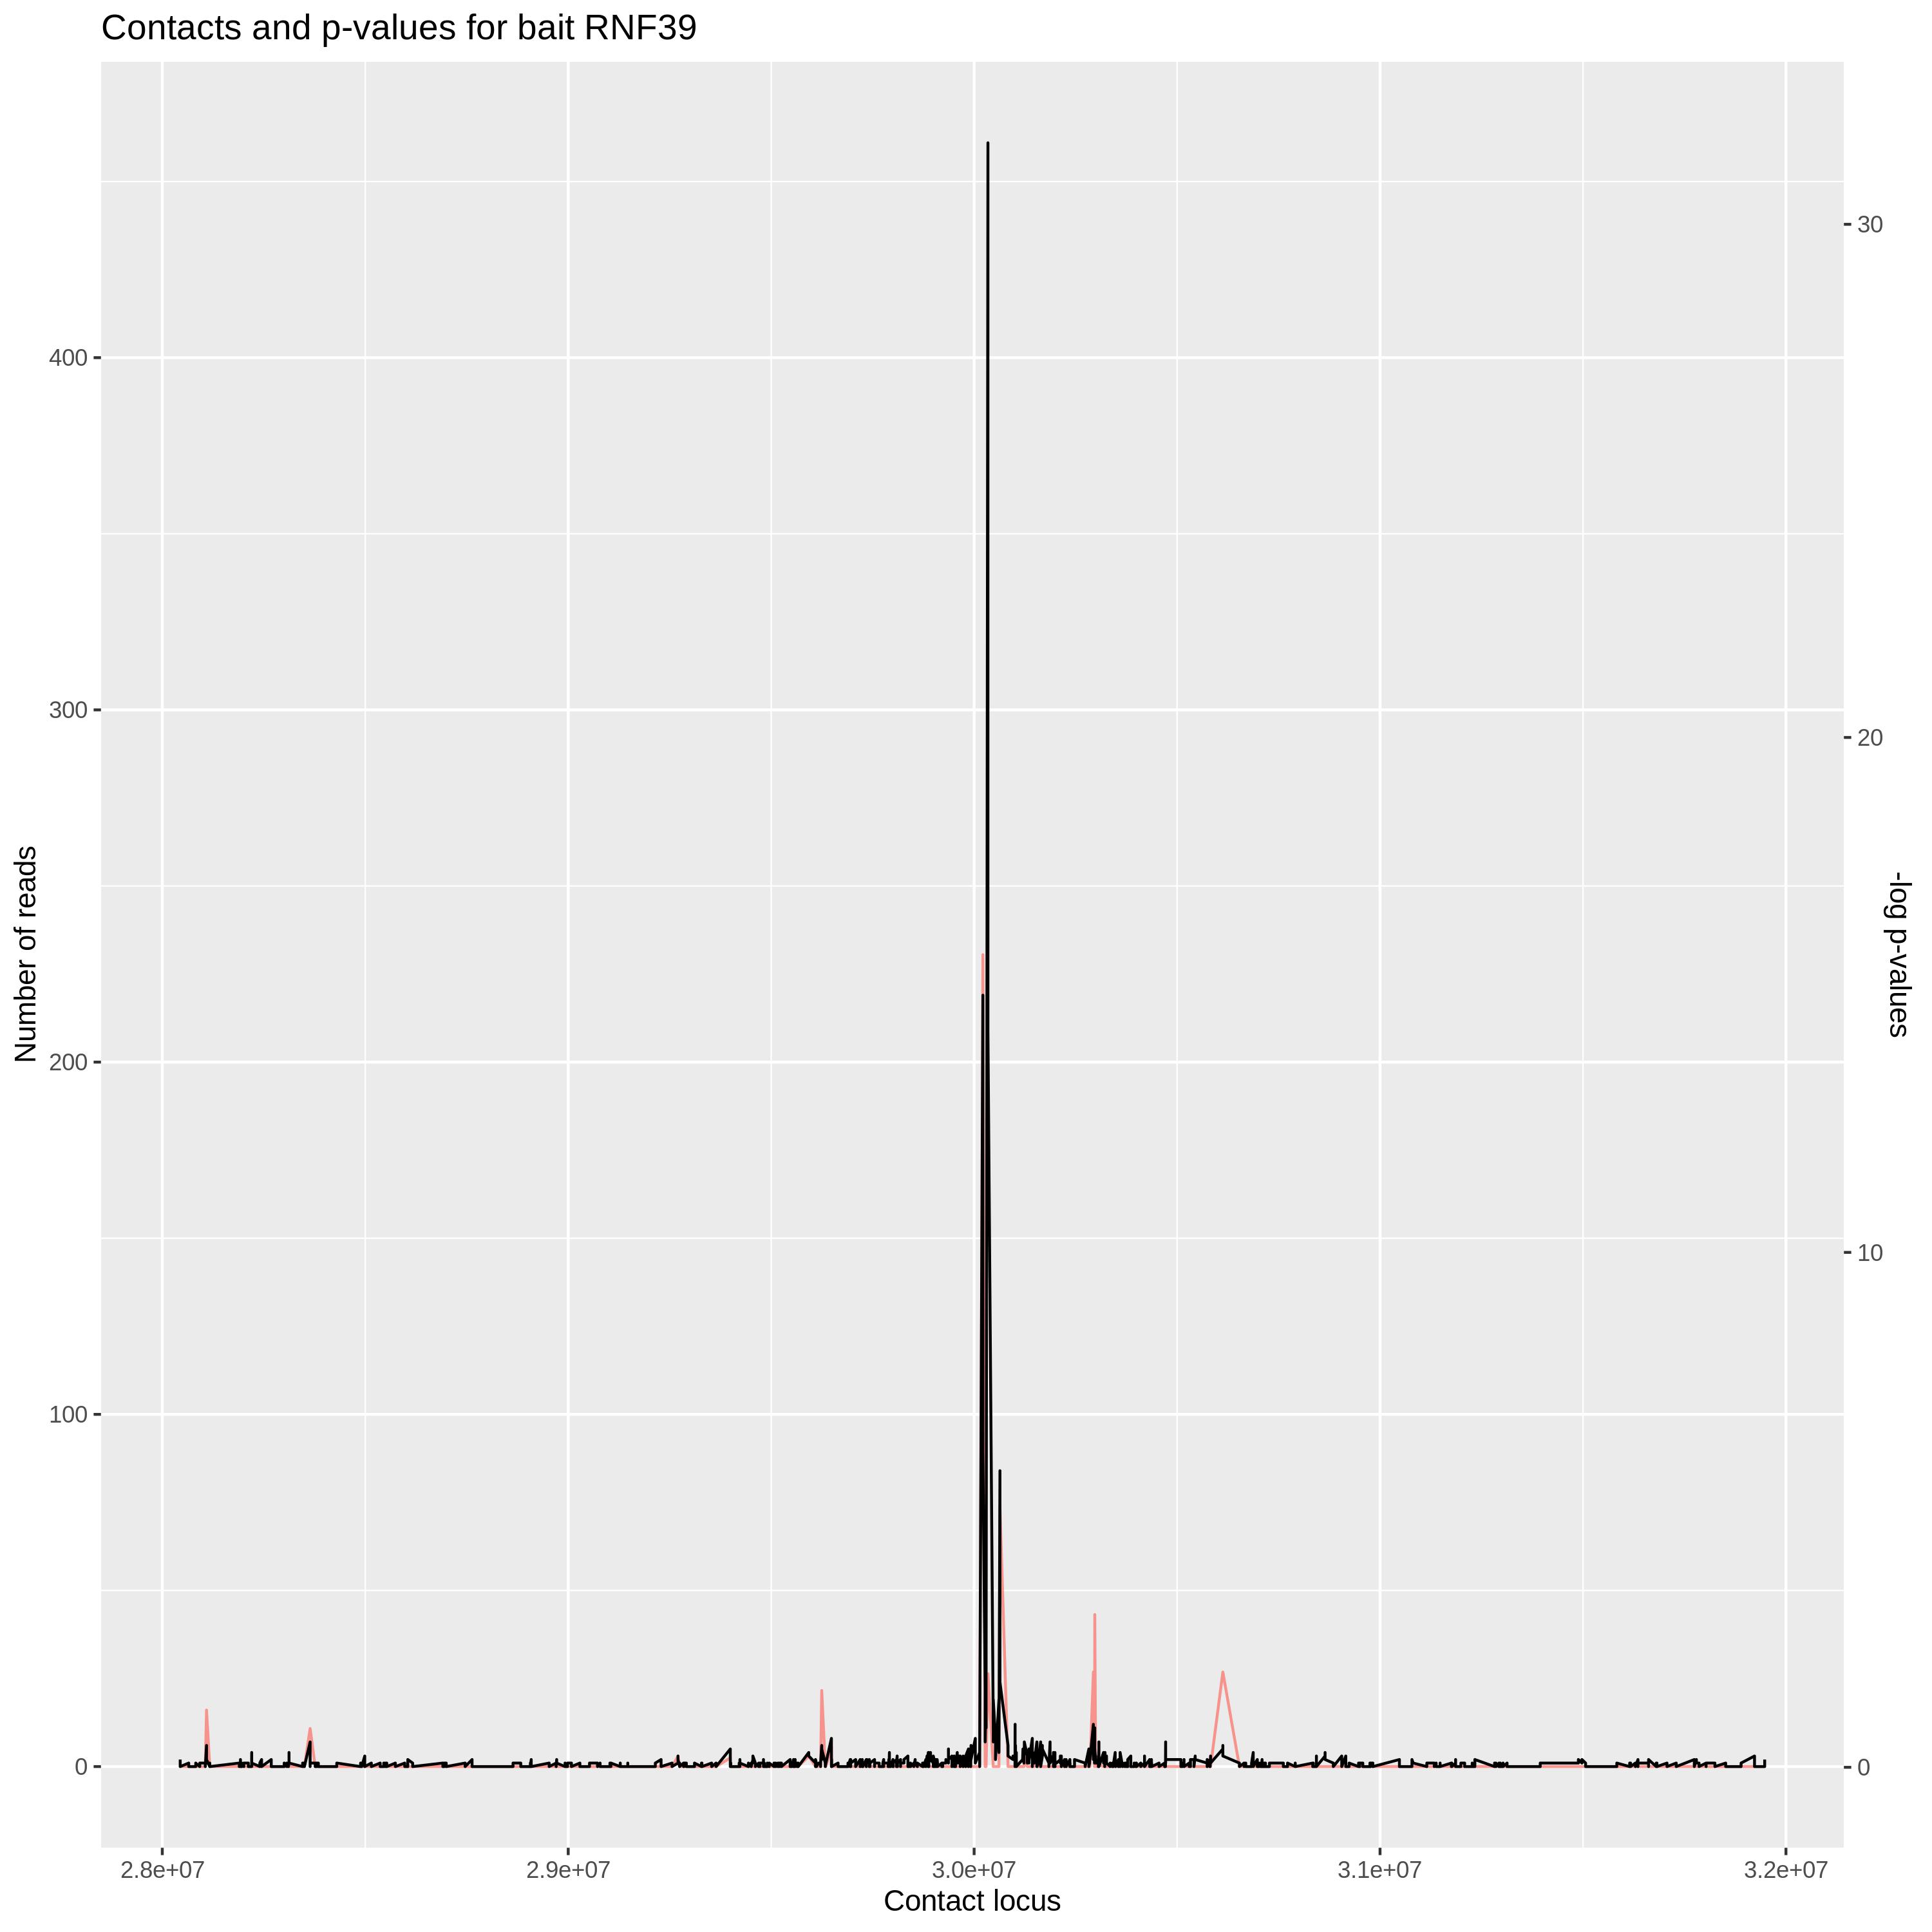 Contacts and p-values for bait RNF39
Number of reads
400
300
200
100
0
30
20
10
0
-log p-values
2.8e+07 2.9e+07 3.0e+07 3.1e+07 3.2e+07
Contact locus